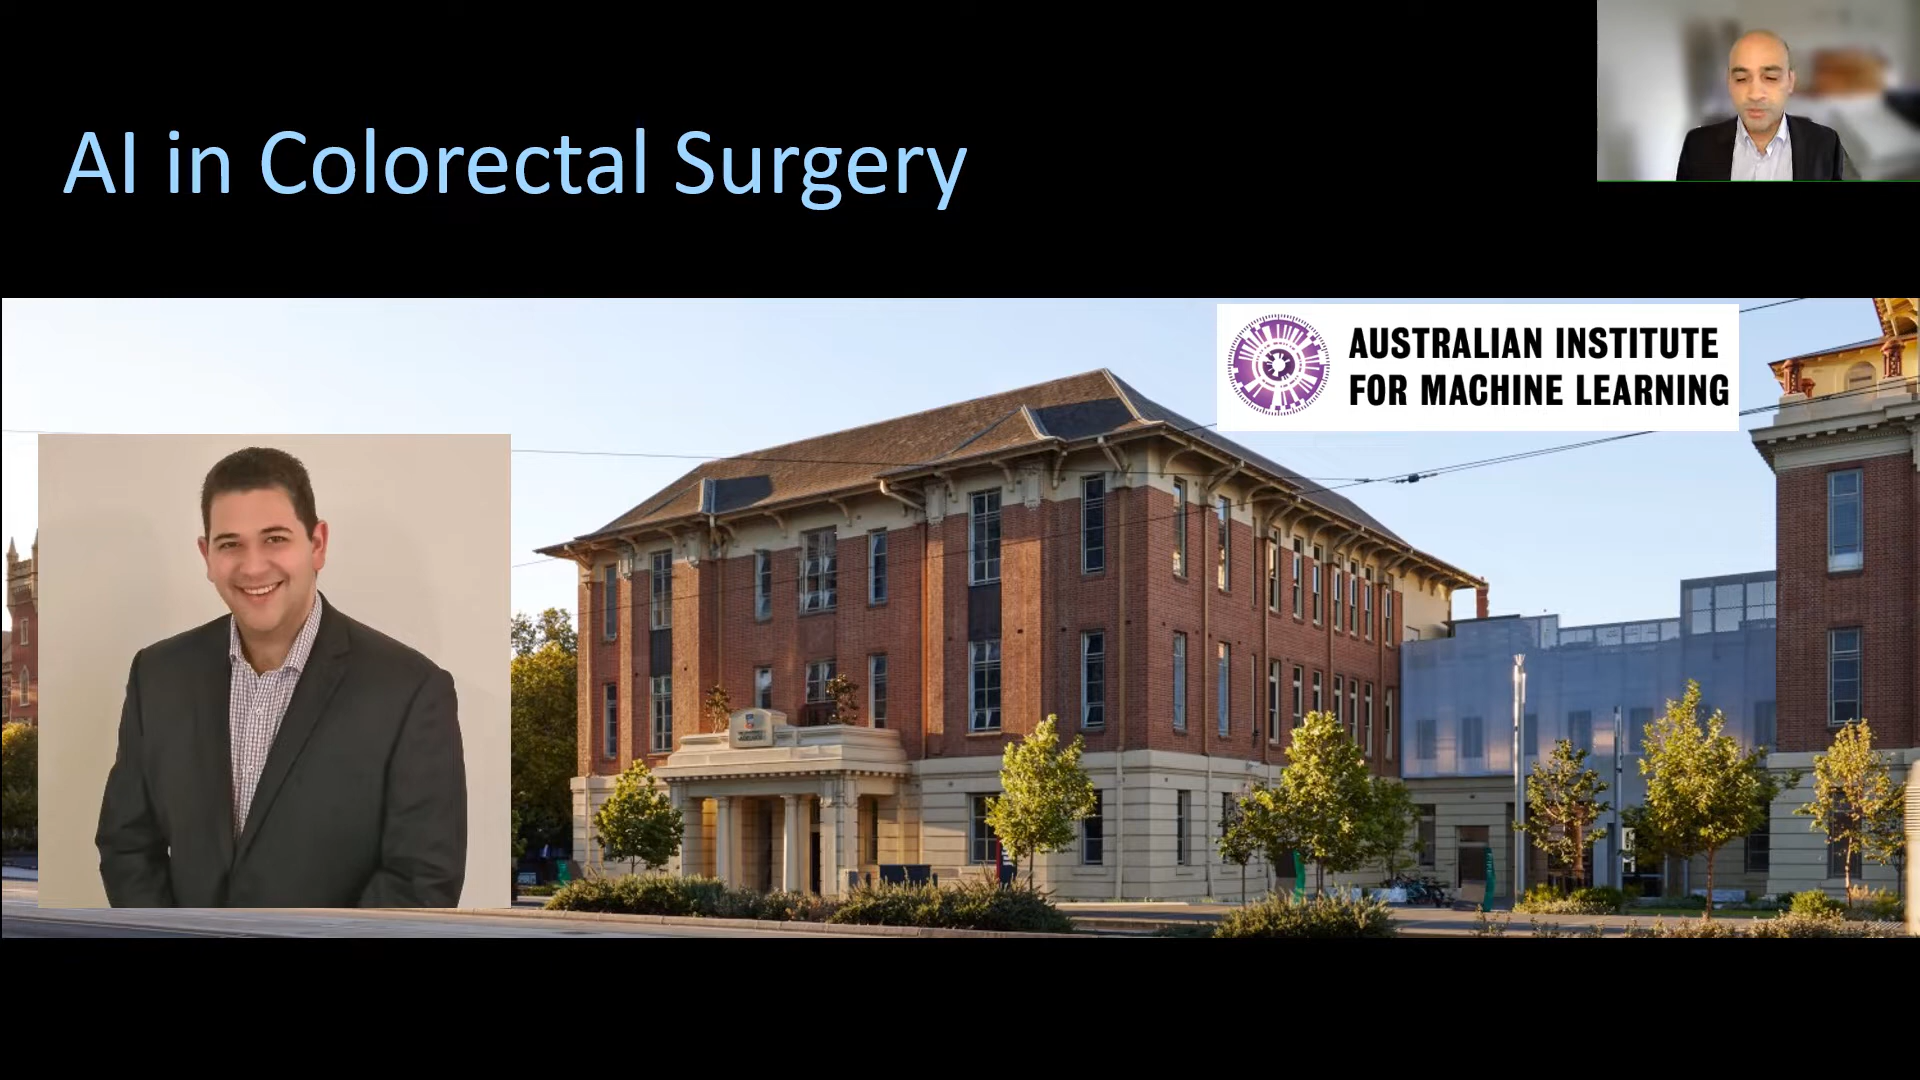 AI in Colorectal Surgery
AUSTRALIAN INSTITUTE
FOR MACHINE LEARNING